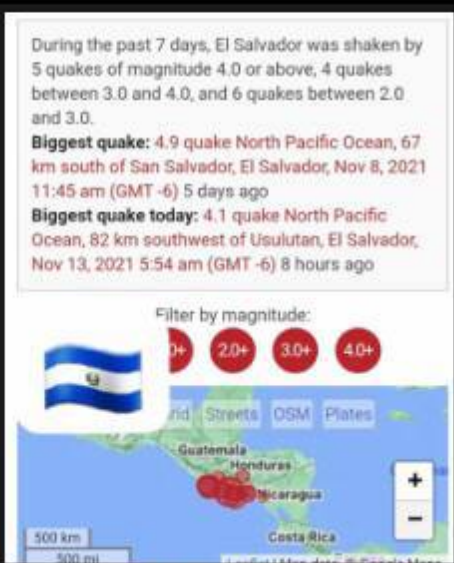 During the past 7 days, El Salvador was shaken by
5 quakes of magnitude 4.0 or above, 4 quakes
between 3.0 and 4.0, and 6 quakes between 2.0
and 3.0.
Biggest quake: 4.9 quake North Pacific Ocean, 67
km south of San Salvador, El Salvador, Nov 8, 2021
11:45 am (GMT -6) 5 days ago
Biggest quake today: 4.1 quake North Pacific
Ocean, 82 km southwest of Usulutan, El Salvador,
Nov 13, 2021 5:54 am (GMT -6) 8 hours ago
Filter by magnitude:
0+ 2.0+ 3.0+ 4.0+
Streets OSM Plates
Guatemala
Honduras
Nicaragua
Costa Rica
500 km
500 mi